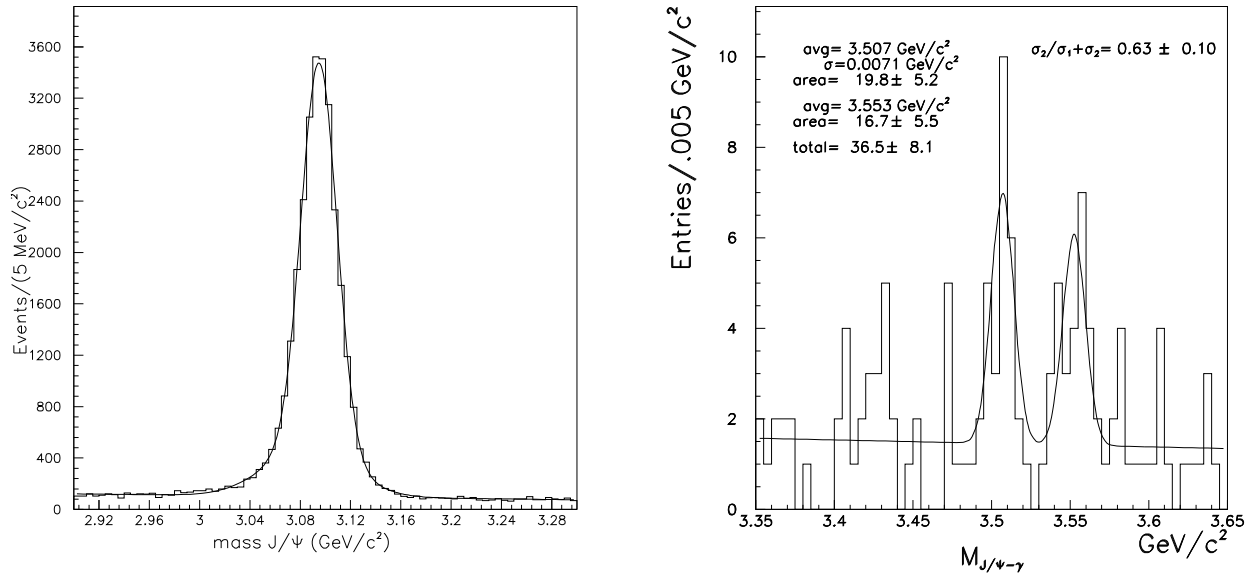 3600
3200
2800
2400
2000
1600
1200
800
400
0
Events/(5 MeV/c²)
2.92 2.96 3 3.04 3.08 3.12 3.16 3.2 3.24 3.28
mass J/Ψ (GeV/c²)
10
8
6
4
2
0
Entries/.005 GeV/c²
avg= 3.507 GeV/c²
σ=0.0071 GeV/c²
area= 19.8± 5.2
avg= 3.553 GeV/c²
area= 16.7± 5.5
total= 36.5± 8.1
σ₂/σ₁+σ₂= 0.63 ± 0.10
3.35 3.4 3.45 3.5 3.55 3.6 3.65
GeV/c²
M_J/ψ−γ